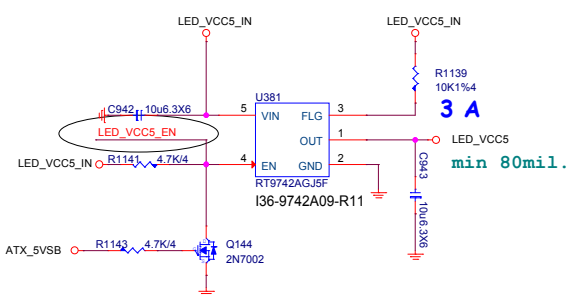 LED_VCC5_IN
LED_VCC5_IN
R1139
10K1%4
C942
10u6.3X6
U381
5
VIN
FLG
3
3 A
LED_VCC5_EN
OUT
1
LED_VCC5
LED_VCC5_IN
R1141
4.7K/4
4
EN
GND
2
C943
10u6.3X6
min 80mil.
RT9742AGJ5F
I36-9742A09-R11
ATX_5VSB
R1143
4.7K/4
Q144
2N7002